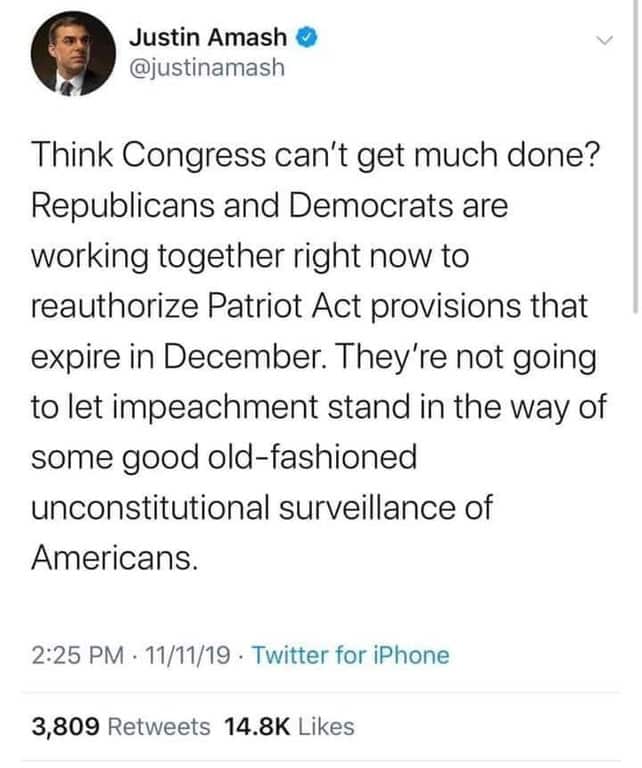 Justin Amash
@justinamash
Think Congress can't get much done?
Republicans and Democrats are
working together right now to
reauthorize Patriot Act provisions that
expire in December. They're not going
to let impeachment stand in the way of
some good old-fashioned
unconstitutional surveillance of
Americans.
2:25 PM · 11/11/19 · Twitter for iPhone
3,809 Retweets 14.8K Likes